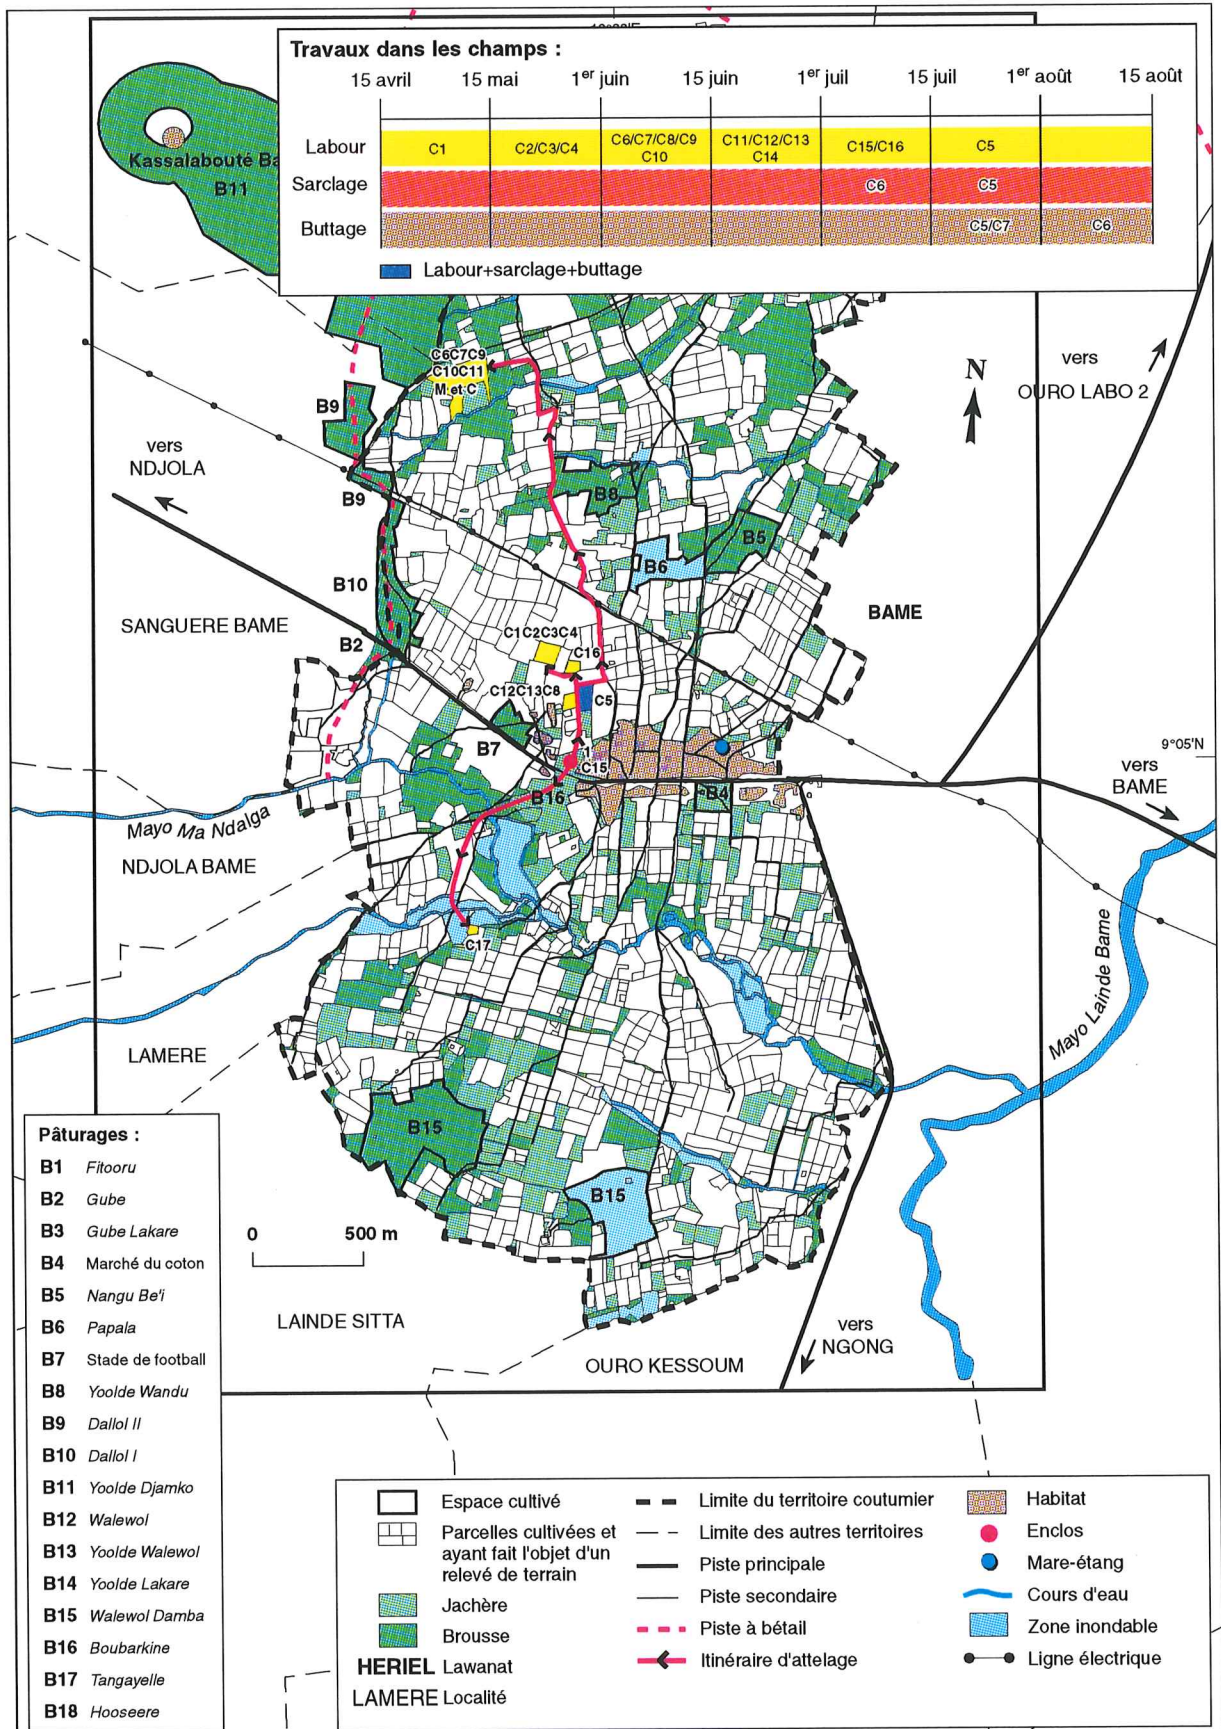 Travaux dans les champs :
15 avril 15 mai 1er juin 15 juin 1er juil 15 juil 1er août 15 août
Labour C1 C2/C3/C4 C6/C7/C8/C9 C10 C11/C12/C13 C14 C15/C16 C5
Sarclage C6 C5
Buttage C5/C7 C6
Labour+sarclage+buttage
Kassalabouté Ba
B11
C6C7C9
C10C11
M et C
vers
OURO LABO 2
N
B9
vers
NDJOLA
B9
B8
B5
B6
B10
BAME
SANGUERE BAME
B2
C1C2C3C4
C16
C12C13C8
C5
B7
C15
9°05'N
vers
BAME
B16
B4
Mayo Ma Ndalga
NDJOLA BAME
C17
Mayo Lainde Bame
LAMERE
B15
B15
0 500 m
LAINDE SITTA
vers
NGONG
OURO KESSOUM
Pâturages :
B1 Fitooru
B2 Gube
B3 Gube Lakare
B4 Marché du coton
B5 Nangu Be'i
B6 Papala
B7 Stade de football
B8 Yoolde Wandu
B9 Dallol II
B10 Dallol I
B11 Yoolde Djamko
B12 Walewol
B13 Yoolde Walewol
B14 Yoolde Lakare
B15 Walewol Damba
B16 Boubarkine
B17 Tangayelle
B18 Hooseere
Espace cultivé
Parcelles cultivées et
ayant fait l'objet d'un
relevé de terrain
Jachère
Brousse
HERIEL Lawanat
LAMERE Localité
Limite du territoire coutumier
Limite des autres territoires
Piste principale
Piste secondaire
Piste à bétail
Itinéraire d'attelage
Habitat
Enclos
Mare-étang
Cours d'eau
Zone inondable
Ligne électrique